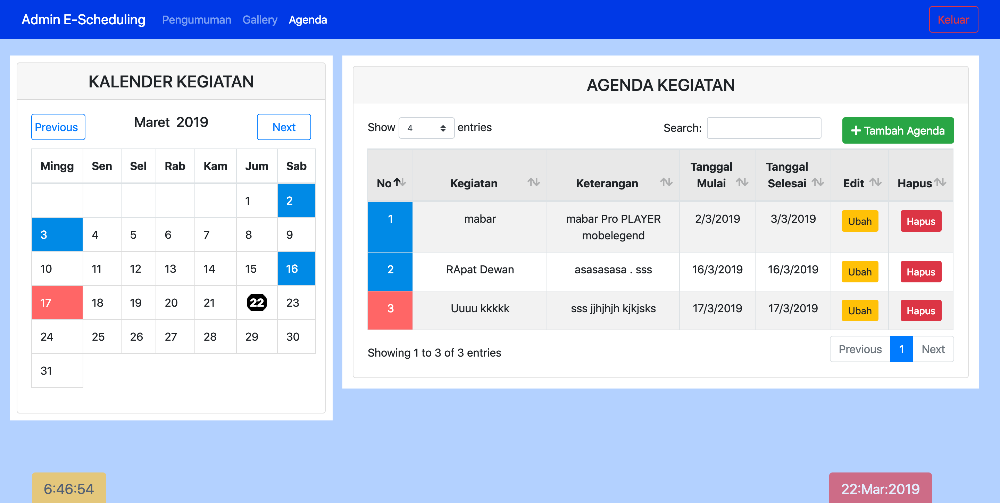 Admin E-Scheduling Pengumuman Gallery Agenda Keluar
KALENDER KEGIATAN
Previous Maret 2019 Next
Mingg Sen Sel Rab Kam Jum Sab
1 2
3 4 5 6 7 8 9
10 11 12 13 14 15 16
17 18 19 20 21 22 23
24 25 26 27 28 29 30
31
AGENDA KEGIATAN
Show 4 entries Search: Tambah Agenda
No Kegiatan Keterangan Tanggal Mulai Tanggal Selesai Edit Hapus
1 mabar mabar Pro PLAYER mobelegend 2/3/2019 3/3/2019 Ubah Hapus
2 RApat Dewan asasasasa . sss 16/3/2019 16/3/2019 Ubah Hapus
3 Uuuu kkkkk sss jjhjhjh kjkjsks 17/3/2019 17/3/2019 Ubah Hapus
Showing 1 to 3 of 3 entries Previous 1 Next
6:46:54 22:Mar:2019